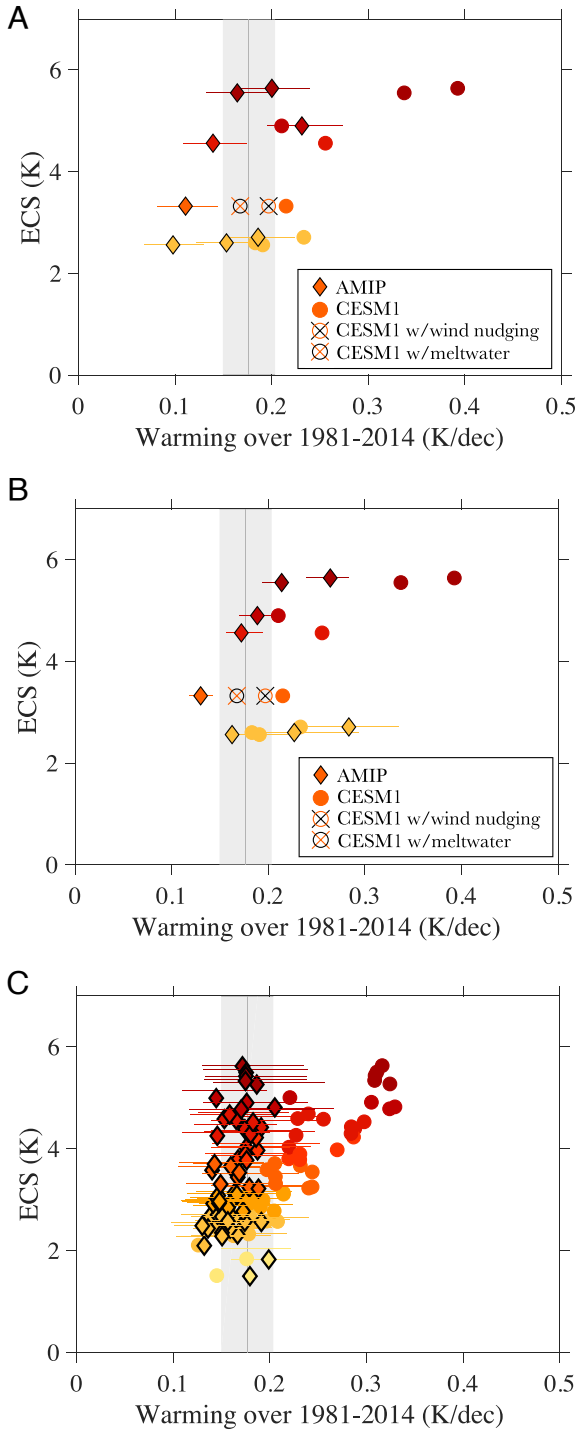 A
6
4
2
0
ECS (K)
AMIP
CESM1
CESM1 w/wind nudging
CESM1 w/meltwater
0 0.1 0.2 0.3 0.4 0.5
Warming over 1981-2014 (K/dec)
B
6
4
2
0
ECS (K)
AMIP
CESM1
CESM1 w/wind nudging
CESM1 w/meltwater
0 0.1 0.2 0.3 0.4 0.5
Warming over 1981-2014 (K/dec)
C
6
4
2
0
ECS (K)
0 0.1 0.2 0.3 0.4 0.5
Warming over 1981-2014 (K/dec)